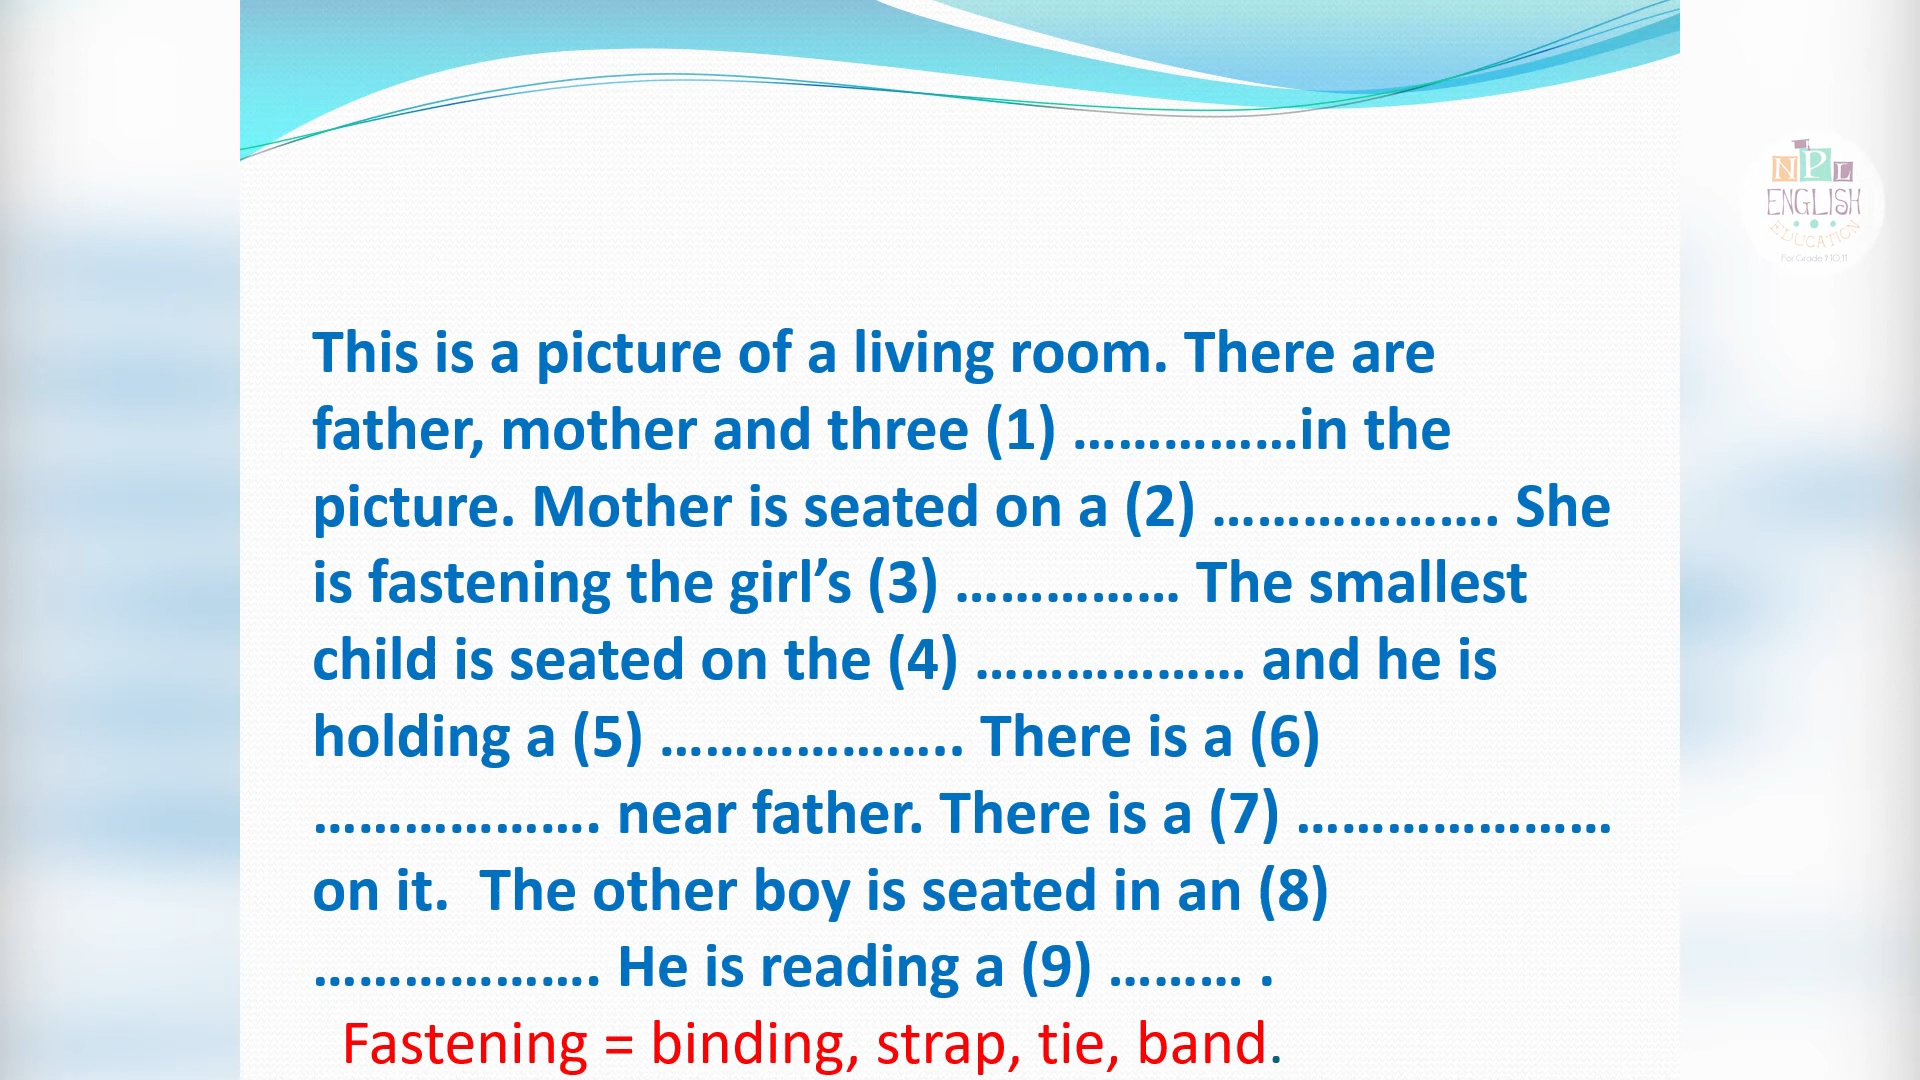 NPL
ENGLISH
EDUCATION
This is a picture of a living room. There are
father, mother and three (1) ……………in the
picture. Mother is seated on a (2) ………………. She
is fastening the girl’s (3) …………… The smallest
child is seated on the (4) ……………… and he is
holding a (5) ……………….. There is a (6)
………………. near father. There is a (7) …………………
on it.  The other boy is seated in an (8)
………………. He is reading a (9) ……… .
Fastening = binding, strap, tie, band.